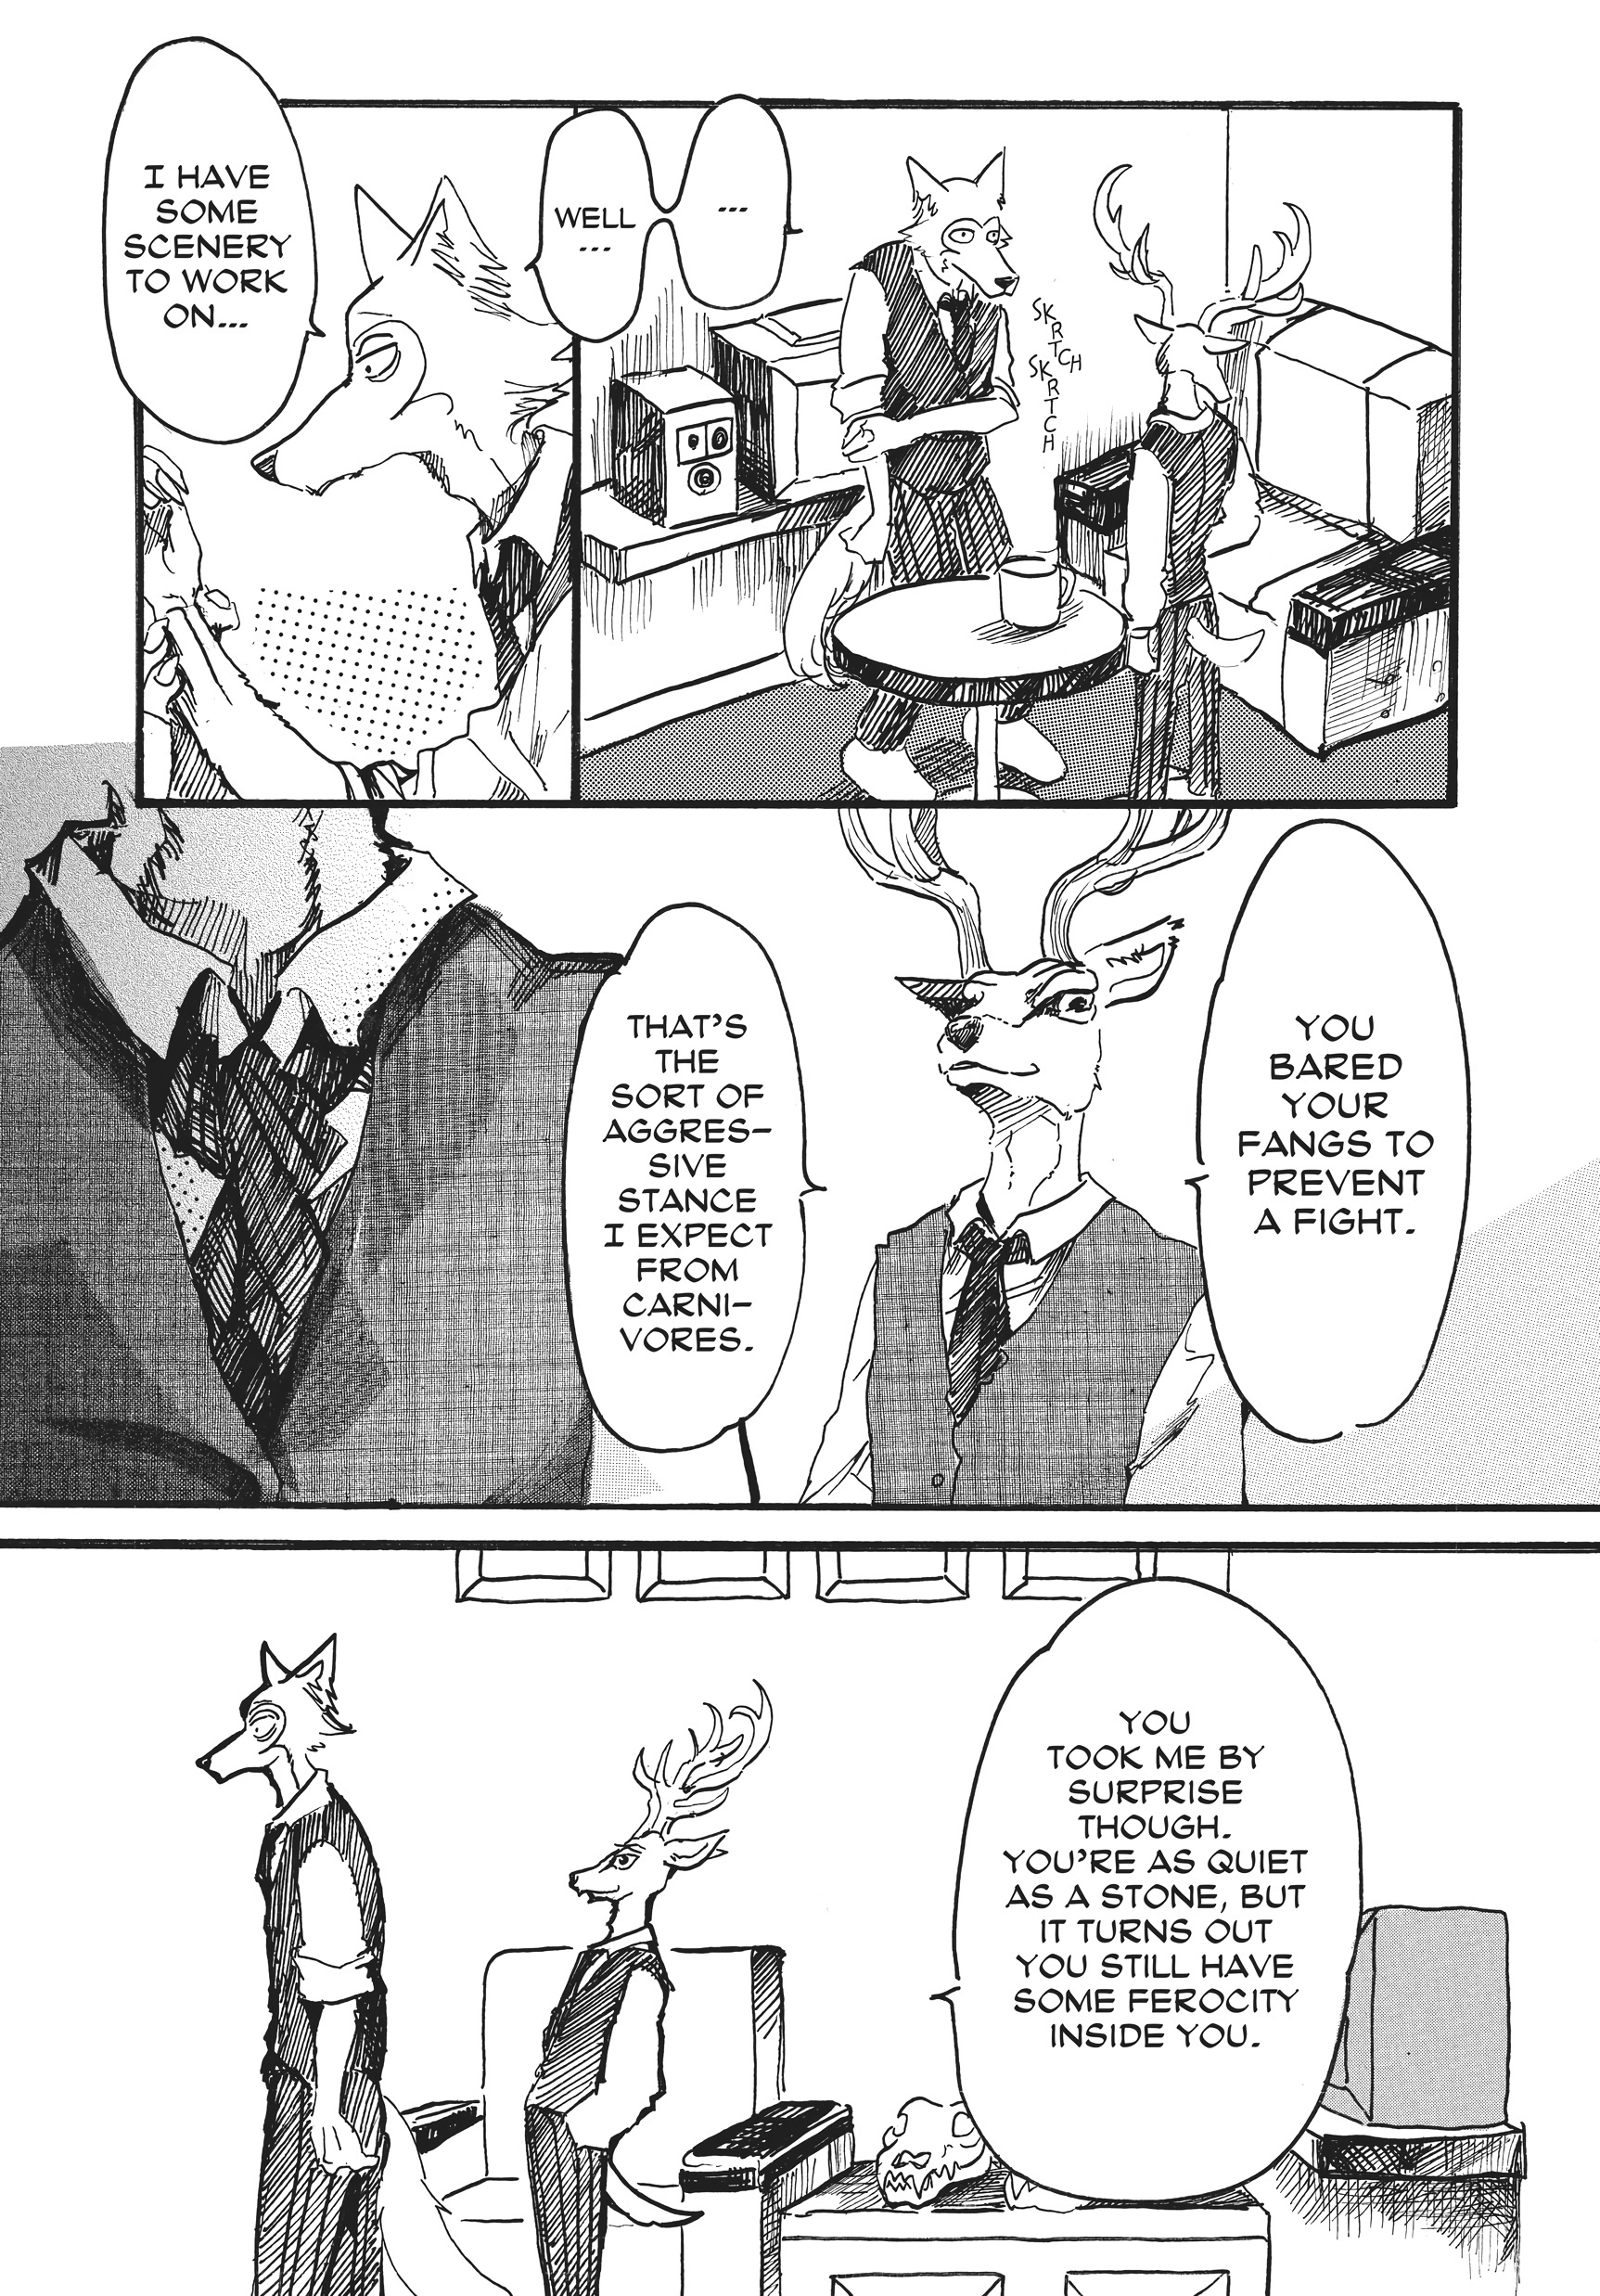 ...
WELL
...
SKRTCH
SKRTCH
I HAVE
SOME
SCENERY
TO WORK
ON...
YOU
BARED
YOUR
FANGS TO
PREVENT
A FIGHT.
THAT'S
THE
SORT OF
AGGRES-
SIVE
STANCE
I EXPECT
FROM
CARNI-
VORES.
YOU
TOOK ME BY
SURPRISE
THOUGH.
YOU'RE AS QUIET
AS A STONE, BUT
IT TURNS OUT
YOU STILL HAVE
SOME FEROCITY
INSIDE YOU.